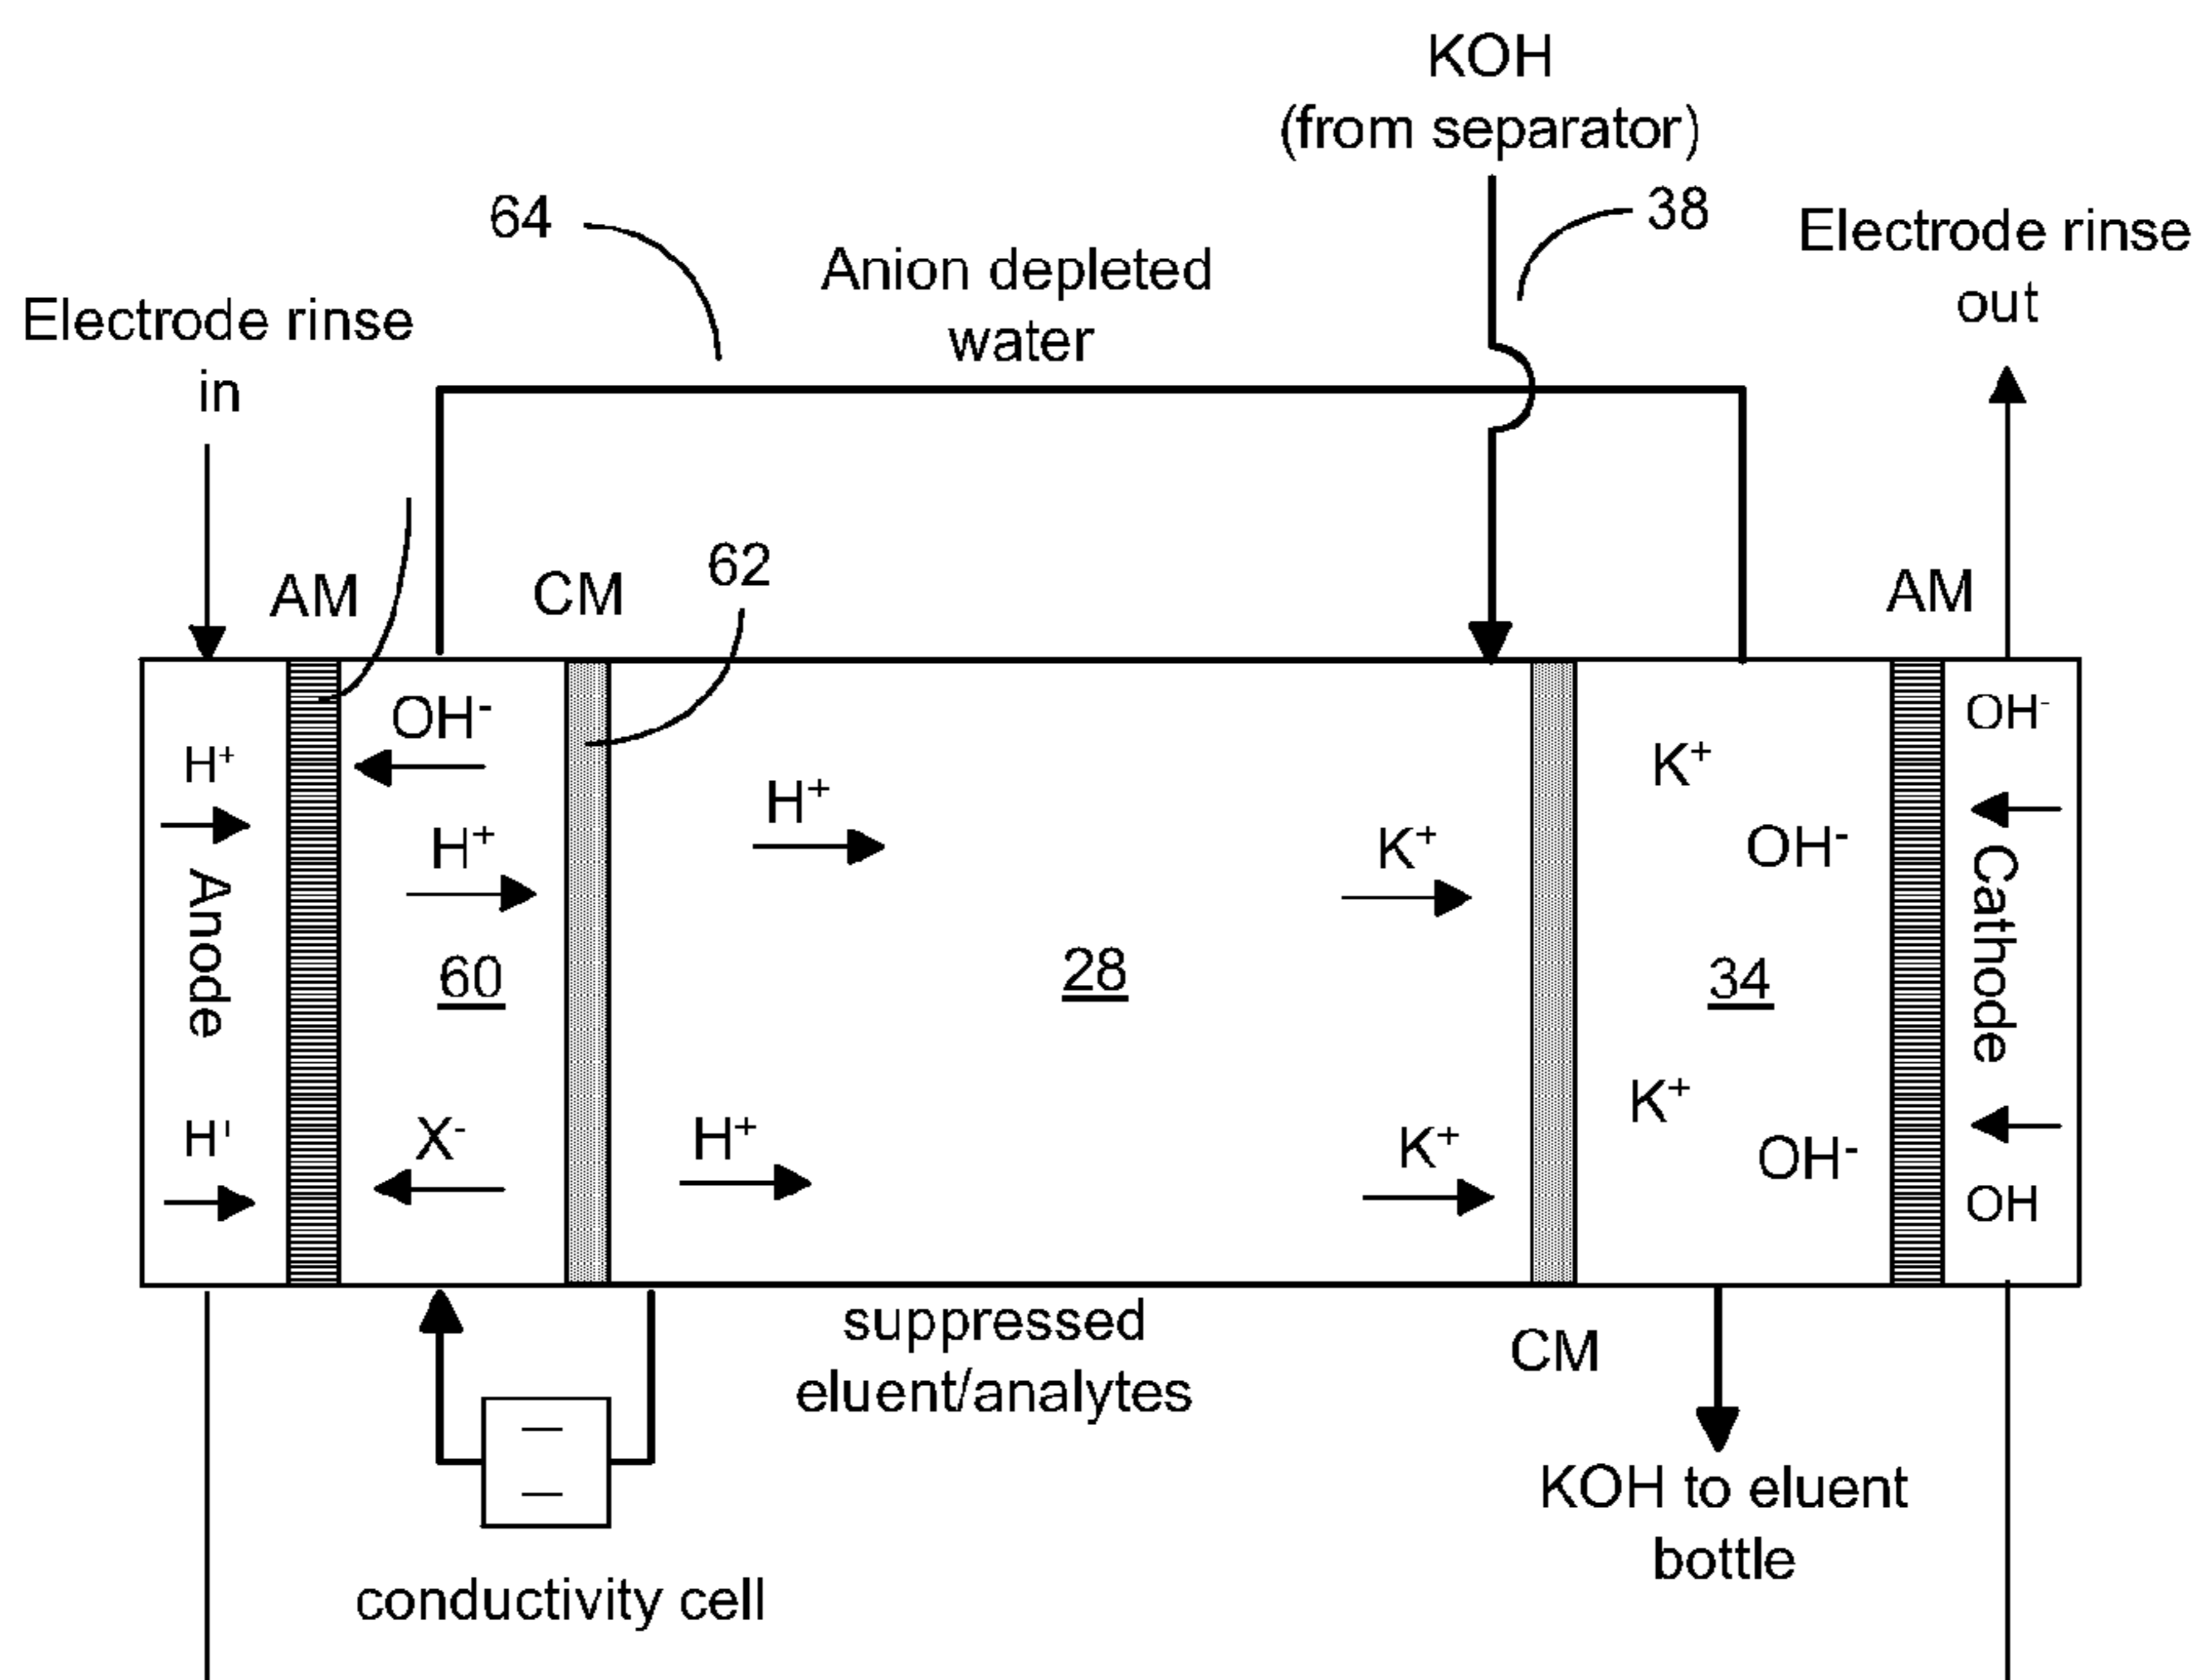 KOH
(from separator)
64
38
Anion depleted
water
Electrode rinse
out
Electrode rinse
in
AM
CM
62
AM
OH-
H+
H+
H+
K+
K+
OH-
OH-
Anode
60
28
34
Cathode
H'
X-
H+
K+
K+
OH-
OH
suppressed
eluent/analytes
CM
KOH to eluent
bottle
conductivity cell